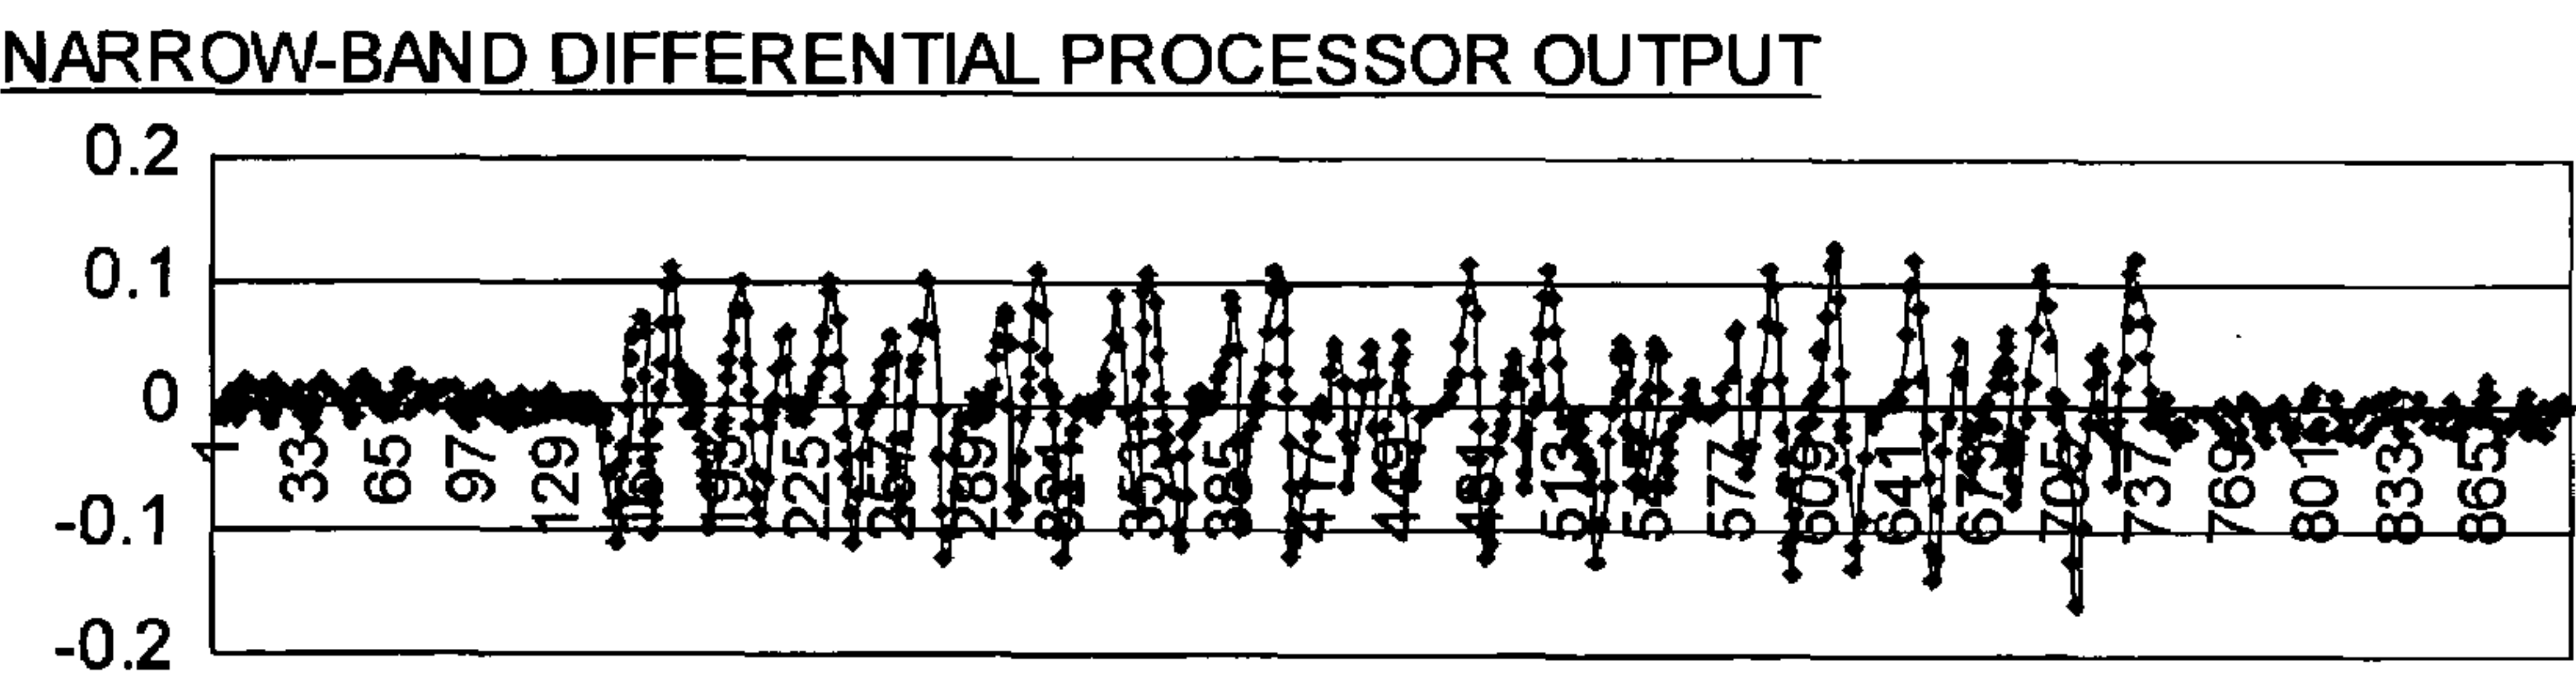 NARROW-BAND DIFFERENTIAL PROCESSOR OUTPUT
0.2
0.1
0
-0.1
-0.2
1 33 65 97 129 161 193 225 257 289 321 353 385 417 449 481 513 545 577 609 641 673 705 737 769 801 833 865